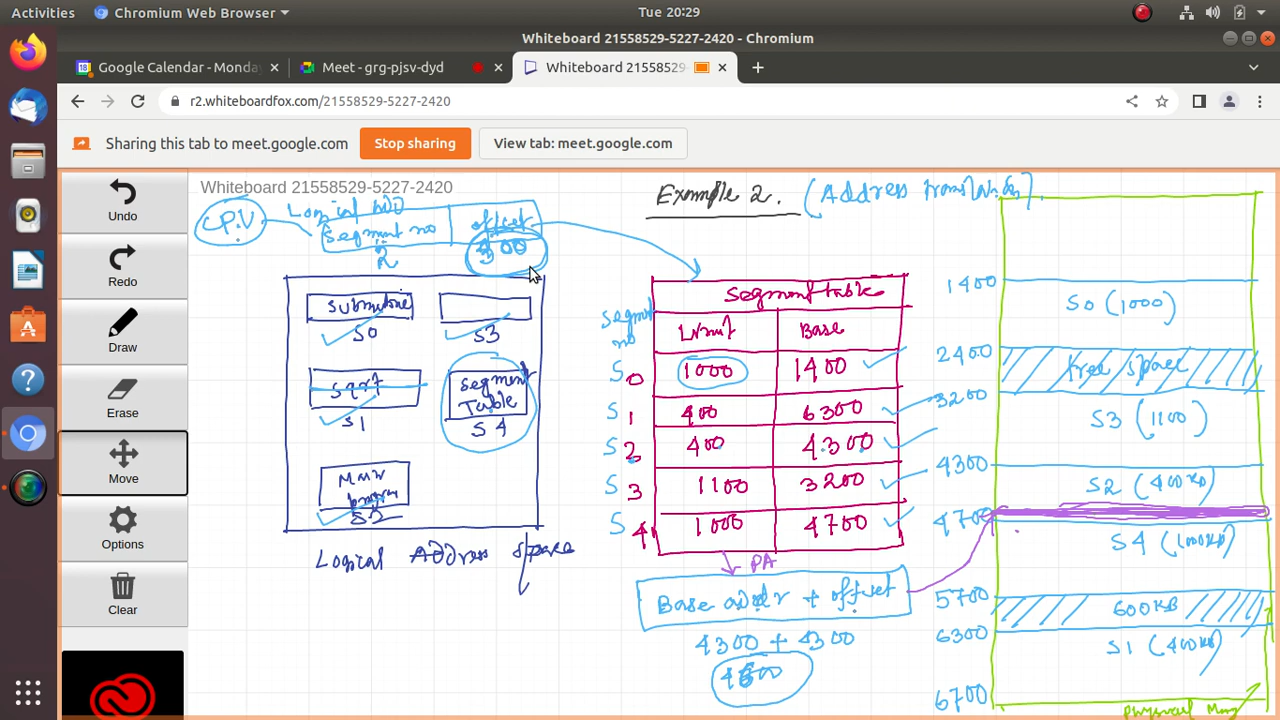 Activities
Chromium Web Browser
Tue 20:29
Whiteboard 21558529-5227-2420 - Chromium
Google Calendar - Monda
Meet - grg-pjsv-dyd
Whiteboard 21558529-
r2.whiteboardfox.com/21558529-5227-2420
Sharing this tab to meet.google.com
Stop sharing
View tab: meet.google.com
Undo
Redo
Draw
Erase
Move
Options
Clear
Whiteboard 21558529-5227-2420
Example 2. (Address translation).
C.P.U
Logical ADD
Segment no
offset
2
subroutine
S0
S3
sqrt
S1
Segment
Table
S4
Main
S2
Logical Address Space
Segment table
Segment
no
Limit
Base
S0
1000
1400
S1
400
6300
S2
400
4300
S3
1100
3200
S4
1000
4700
PA
Base addr + offset
4300 +
1400
S0 (1000)
2400
Free space
3200
S3 (1100)
4300
S2 (400KB)
4700
S4 (1000KB)
5700
600KB
6300
S1 (400KB)
6700